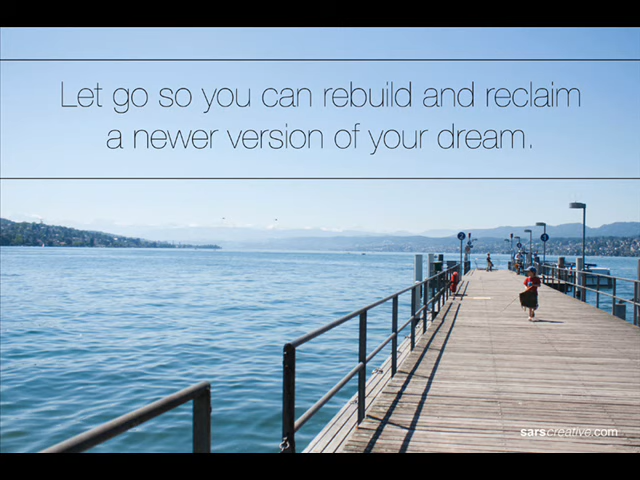 Let go so you can rebuild and reclaim
a newer version of your dream.
sarscreative.com